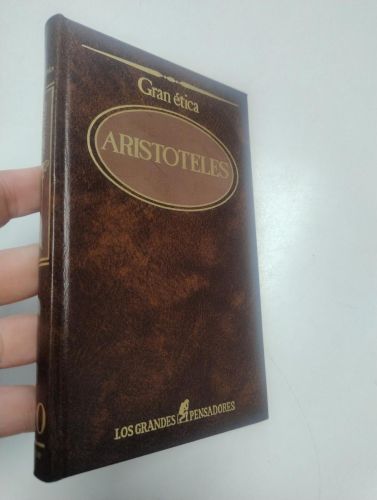 Gran ética
ARISTOTELES
LOS GRANDES PENSADORES